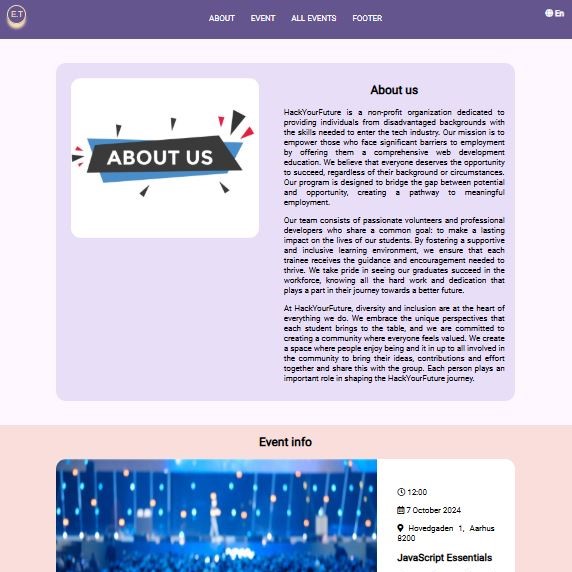 E.T
ABOUT
EVENT
ALL EVENTS
FOOTER
En
ABOUT US
About us
HackYourFuture is a non-profit organization dedicated to
providing individuals from disadvantaged backgrounds with
the skills needed to enter the tech industry. Our mission is to
empower those who face significant barriers to employment
by offering them a comprehensive web development
education. We believe that everyone deserves the opportunity
to succeed, regardless of their background or circumstances.
Our program is designed to bridge the gap between potential
and opportunity, creating a pathway to meaningful
employment.
Our team consists of passionate volunteers and professional
developers who share a common goal: to make a lasting
impact on the lives of our students. By fostering a supportive
and inclusive learning environment, we ensure that each
trainee receives the guidance and encouragement needed to
thrive. We take pride in seeing our graduates succeed in the
workforce, knowing all the hard work and dedication that
plays a part in their journey towards a better future.
At HackYourFuture, diversity and inclusion are at the heart of
everything we do. We embrace the unique perspectives that
each student brings to the table, and we are committed to
creating a community where everyone feels valued. We create
a space where people enjoy being and it in up to all involved in
the community to bring their ideas, contributions and effort
together and share this with the group. Each person plays an
important role in shaping the HackYourFuture journey.
Event info
12:00
7 October 2024
Hovedgaden 1, Aarhus
8200
JavaScript Essentials